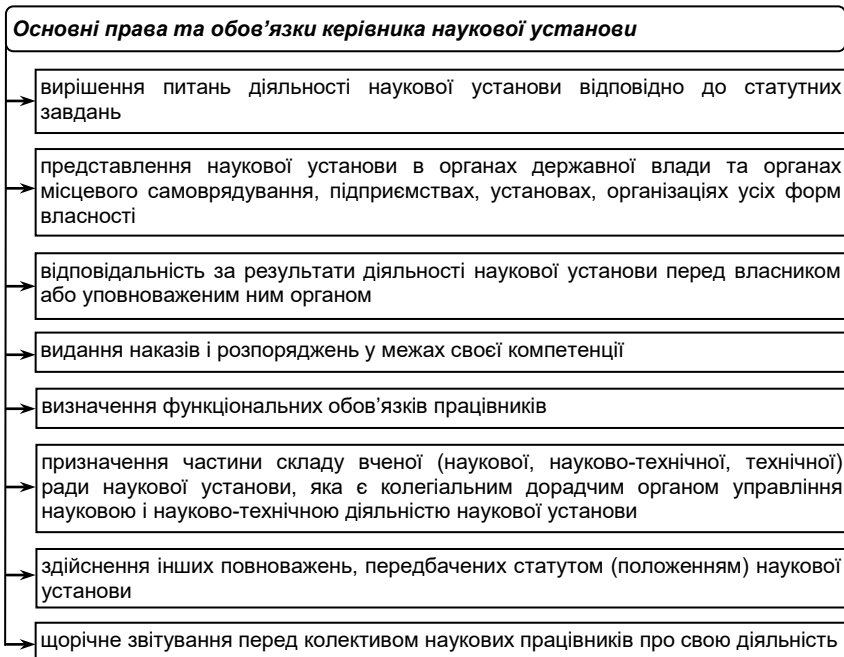 Основні права та обов’язки керівника наукової установи
вирішення питань діяльності наукової установи відповідно до статутних
завдань
представлення наукової установи в органах державної влади та органах
місцевого самоврядування, підприємствах, установах, організаціях усіх форм
власності
відповідальність за результати діяльності наукової установи перед власником
або уповноваженим ним органом
видання наказів і розпоряджень у межах своєї компетенції
визначення функціональних обов’язків працівників
призначення частини складу вченої (наукової, науково-технічної, технічної)
ради наукової установи, яка є колегіальним дорадчим органом управління
науковою і науково-технічною діяльністю наукової установи
здійснення інших повноважень, передбачених статутом (положенням) наукової
установи
щорічне звітування перед колективом наукових працівників про свою діяльність